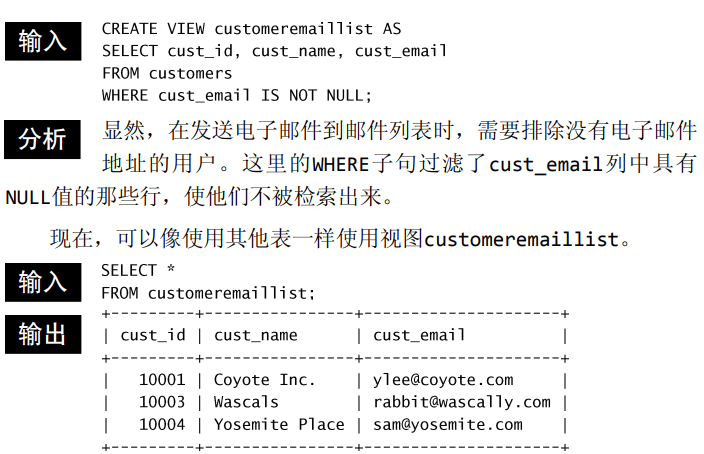 输入 CREATE VIEW customeremaillist AS
SELECT cust_id, cust_name, cust_email
FROM customers
WHERE cust_email IS NOT NULL;
分析 显然，在发送电子邮件到邮件列表时，需要排除没有电子邮件
地址的用户。这里的WHERE子句过滤了cust_email列中具有
NULL值的那些行，使他们不被检索出来。
现在，可以像使用其他表一样使用视图customeremaillist。
输入 SELECT *
FROM customeremaillist;
输出 +---------+----------------+---------------------+
| cust_id | cust_name      | cust_email          |
+---------+----------------+---------------------+
|   10001 | Coyote Inc.    | ylee@coyote.com     |
|   10003 | Wascals        | rabbit@wascally.com |
|   10004 | Yosemite Place | sam@yosemite.com    |
+---------+----------------+---------------------+